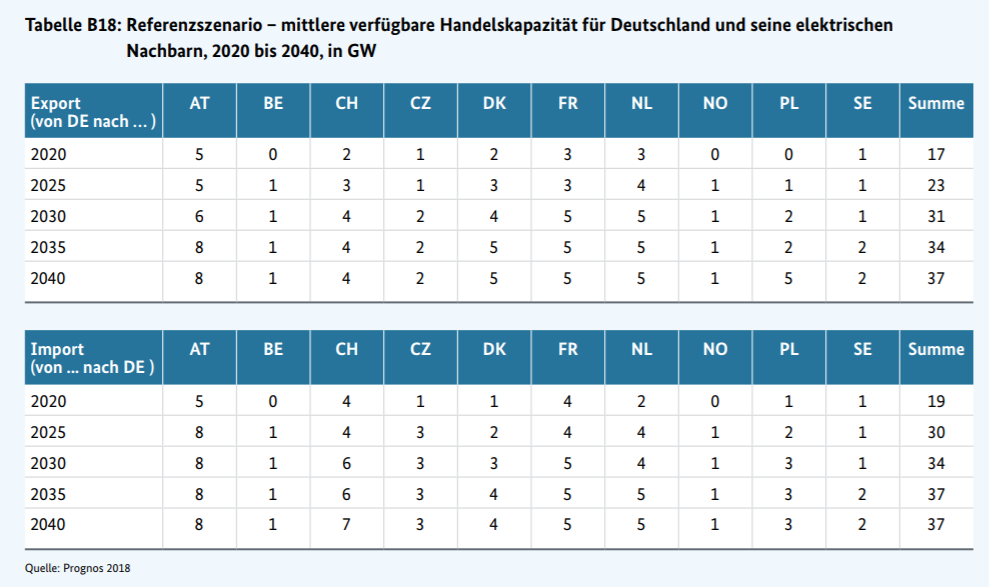 Tabelle B18: Referenzszenario – mittlere verfügbare Handelskapazität für Deutschland und seine elektrischen
Nachbarn, 2020 bis 2040, in GW
Export AT BE CH CZ DK FR NL NO PL SE Summe
(von DE nach ... )
2020 5 0 2 1 2 3 3 0 0 1 17
2025 5 1 3 1 3 3 4 1 1 1 23
2030 6 1 4 2 4 5 5 1 2 1 31
2035 8 1 4 2 5 5 5 1 2 2 34
2040 8 1 4 2 5 5 5 1 5 2 37
Import AT BE CH CZ DK FR NL NO PL SE Summe
(von ... nach DE )
2020 5 0 4 1 1 4 2 0 1 1 19
2025 8 1 4 3 2 4 4 1 2 1 30
2030 8 1 6 3 3 5 4 1 3 1 34
2035 8 1 6 3 4 5 5 1 3 2 37
2040 8 1 7 3 4 5 5 1 3 2 37
Quelle: Prognos 2018